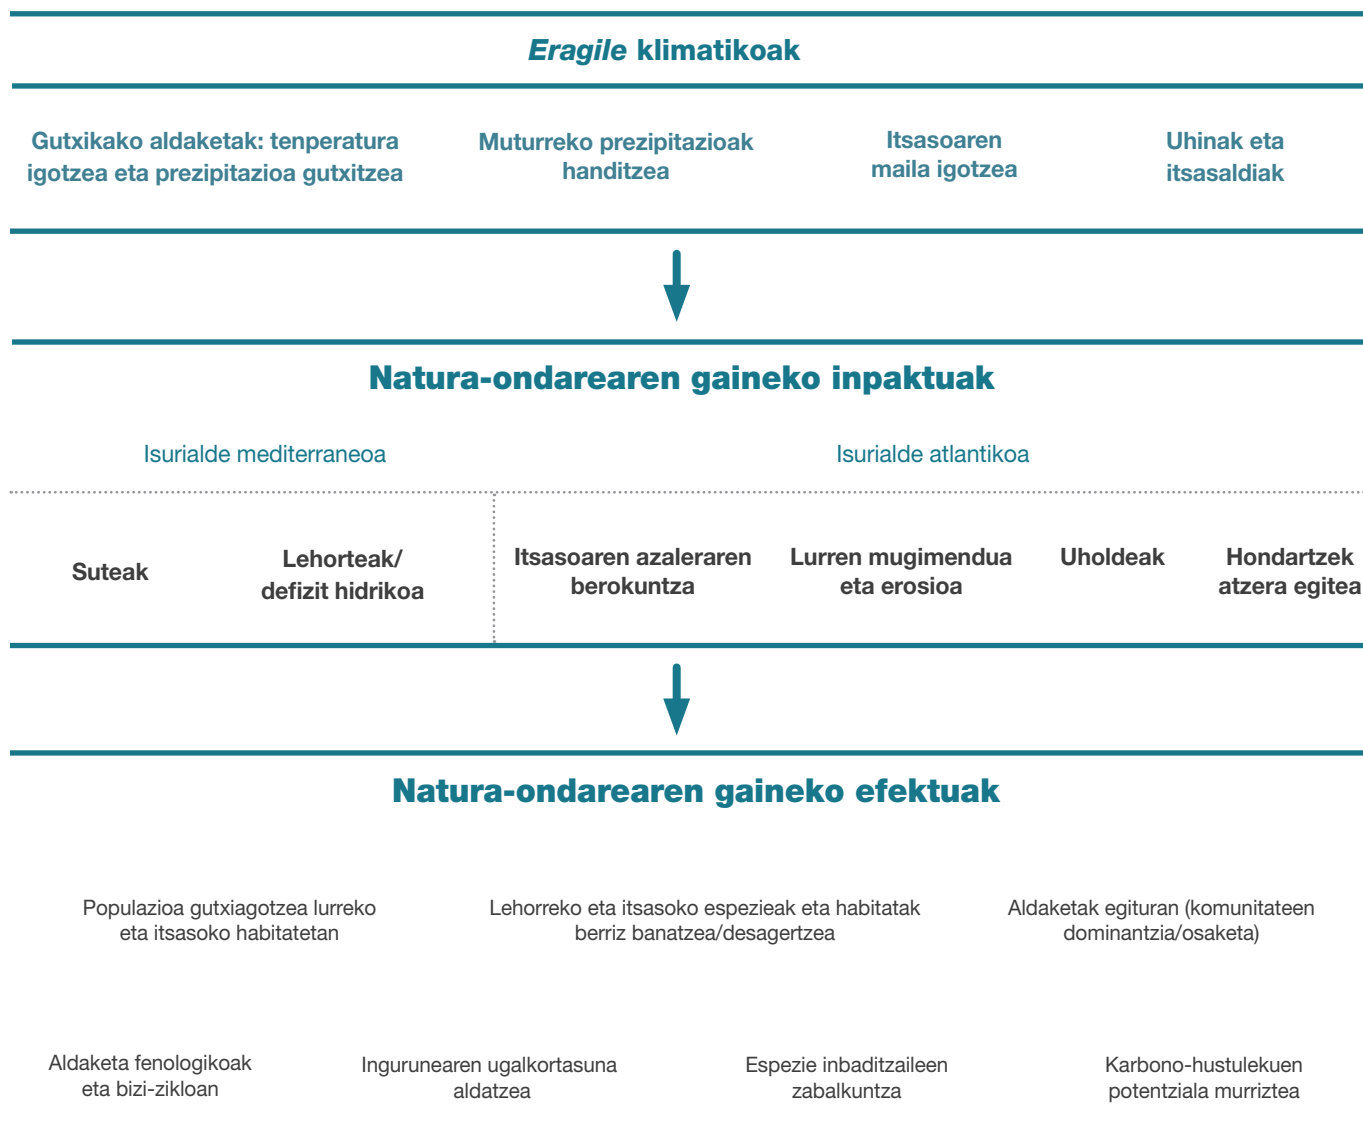 Eragile klimatikoak
Gutxikako aldaketak: tenperatura
igotzea eta prezipitazioa gutxitzea
Muturreko prezipitazioak
handitzea
Itsasoaren
maila igotzea
Uhinak eta
itsasaldiak
Natura-ondarearen gaineko inpaktuak
Isurialde mediterraneoa
Isurialde atlantikoa
Suteak
Lehorteak/
defizit hidrikoa
Itsasoaren azaleraren
berokuntza
Lurren mugimendua
eta erosioa
Uholdeak
Hondartzek
atzera egitea
Natura-ondarearen gaineko efektuak
Populazioa gutxiagotzea lurreko
eta itsasoko habitatetan
Lehorreko eta itsasoko espezieak eta habitatak
berriz banatzea/desagertzea
Aldaketak egituran (komunitateen
dominantzia/osaketa)
Aldaketa fenologikoak
eta bizi-zikloan
Ingurunearen ugalkortasuna
aldatzea
Espezie inbaditzaileen
zabalkuntza
Karbono-hustulekuen
potentziala murriztea